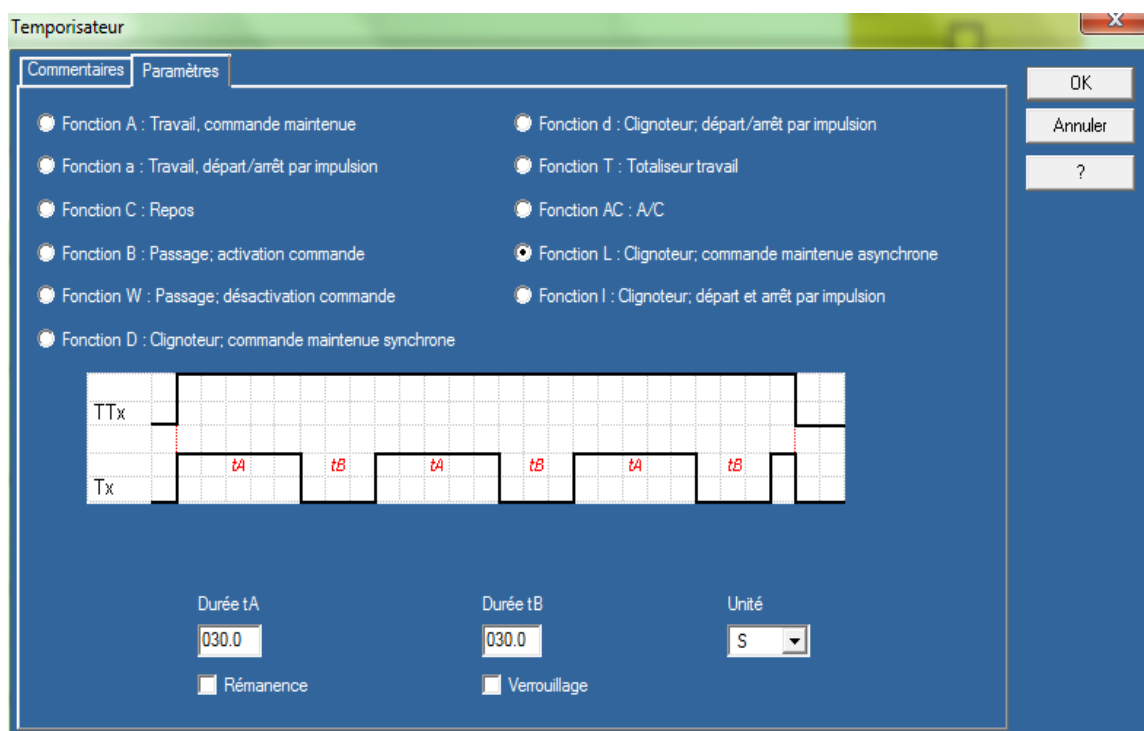 Temporisateur
X
Commentaires Paramètres
OK
Annuler
?
Fonction A : Travail, commande maintenue
Fonction a : Travail, départ/arrêt par impulsion
Fonction C : Repos
Fonction B : Passage; activation commande
Fonction W : Passage; désactivation commande
Fonction D : Clignoteur; commande maintenue synchrone
Fonction d : Clignoteur; départ/arrêt par impulsion
Fonction T : Totaliseur travail
Fonction AC : A/C
Fonction L : Clignoteur; commande maintenue asynchrone
Fonction l : Clignoteur; départ et arrêt par impulsion
TTx
tA tB tA tB tA tB
Tx
Durée tA Durée tB Unité
030.0 030.0 S
Rémanence Verrouillage